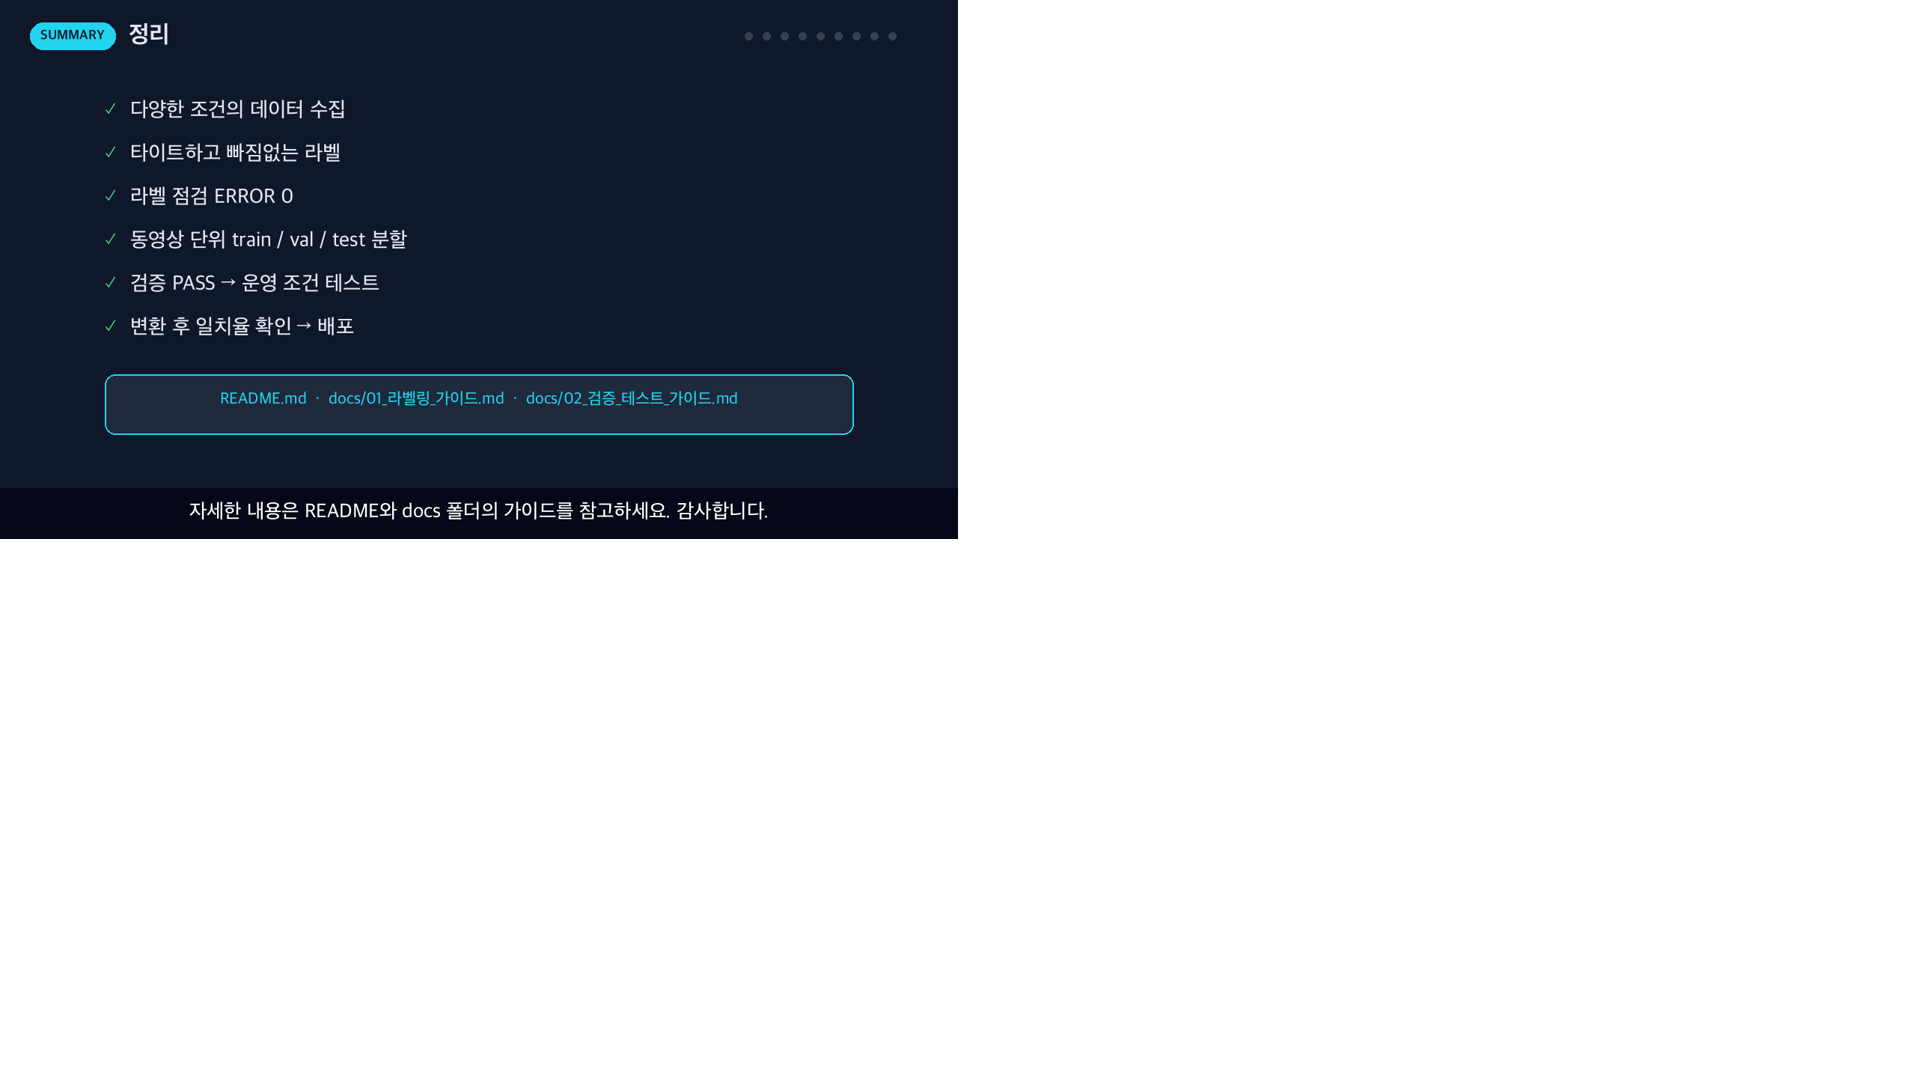 SUMMARY 정리
✓ 다양한 조건의 데이터 수집
✓ 타이트하고 빠짐없는 라벨
✓ 라벨 점검 ERROR 0
✓ 동영상 단위 train / val / test 분할
✓ 검증 PASS → 운영 조건 테스트
✓ 변환 후 일치율 확인 → 배포
README.md · docs/01_라벨링_가이드.md · docs/02_검증_테스트_가이드.md
자세한 내용은 README와 docs 폴더의 가이드를 참고하세요. 감사합니다.